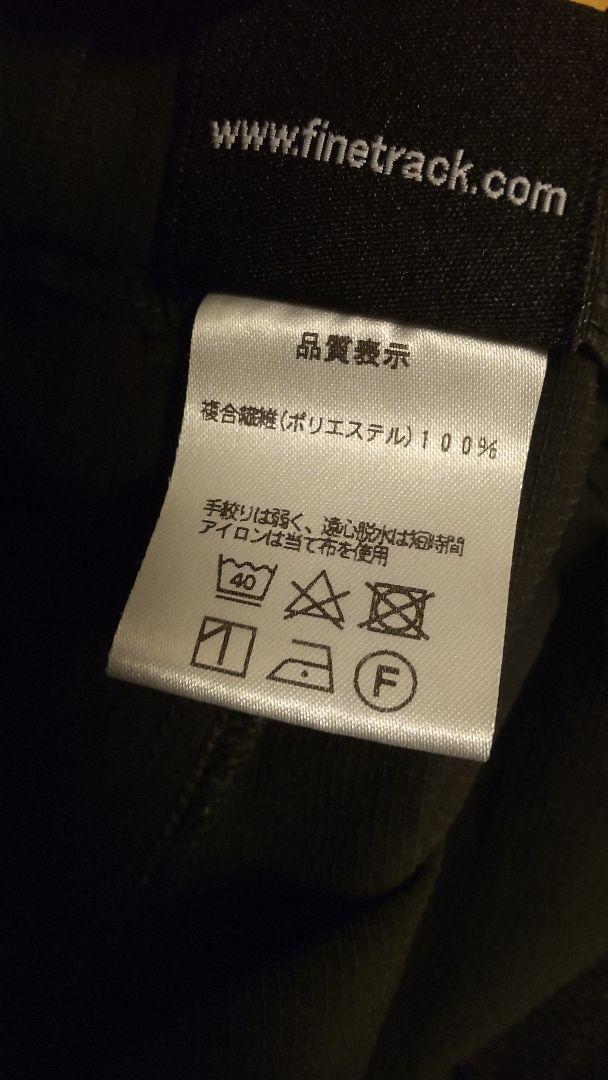 www.finetrack.com
品質表示
複合繊維(ポリエステル)100%
手絞りは弱く、遠心脱水は短時間
アイロンは当て布を使用
40
F